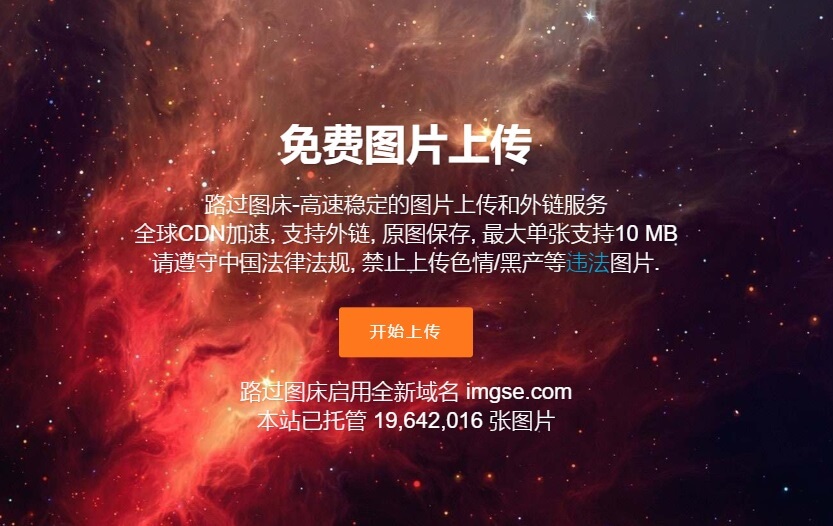 免费图片上传
路过图床-高速稳定的图片上传和外链服务
全球CDN加速, 支持外链, 原图保存, 最大单张支持10 MB
请遵守中国法律法规, 禁止上传色情/黑产等违法图片.
开始上传
路过图床启用全新域名 imgse.com
本站已托管 19,642,016 张图片